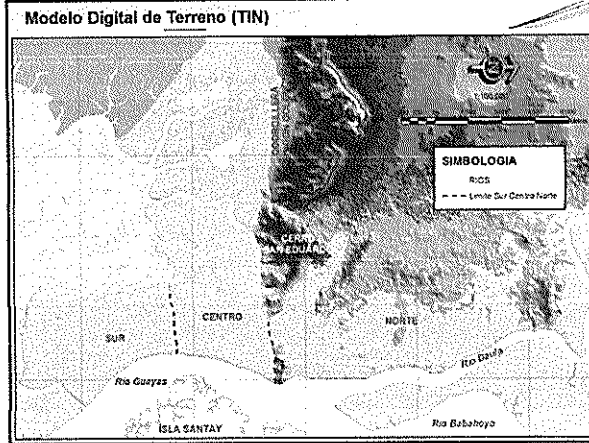 Modelo Digital de Terreno (TIN)
CORDILLERA
SIMBOLOGIA
RIOS
Limite Sur Centro Norte
CERRO
SAN EDUARDO
CENTRO
NORTE
SUR
Rio Guayas
Rio Daule
ISLA SANTAY
Rio Babahoyo